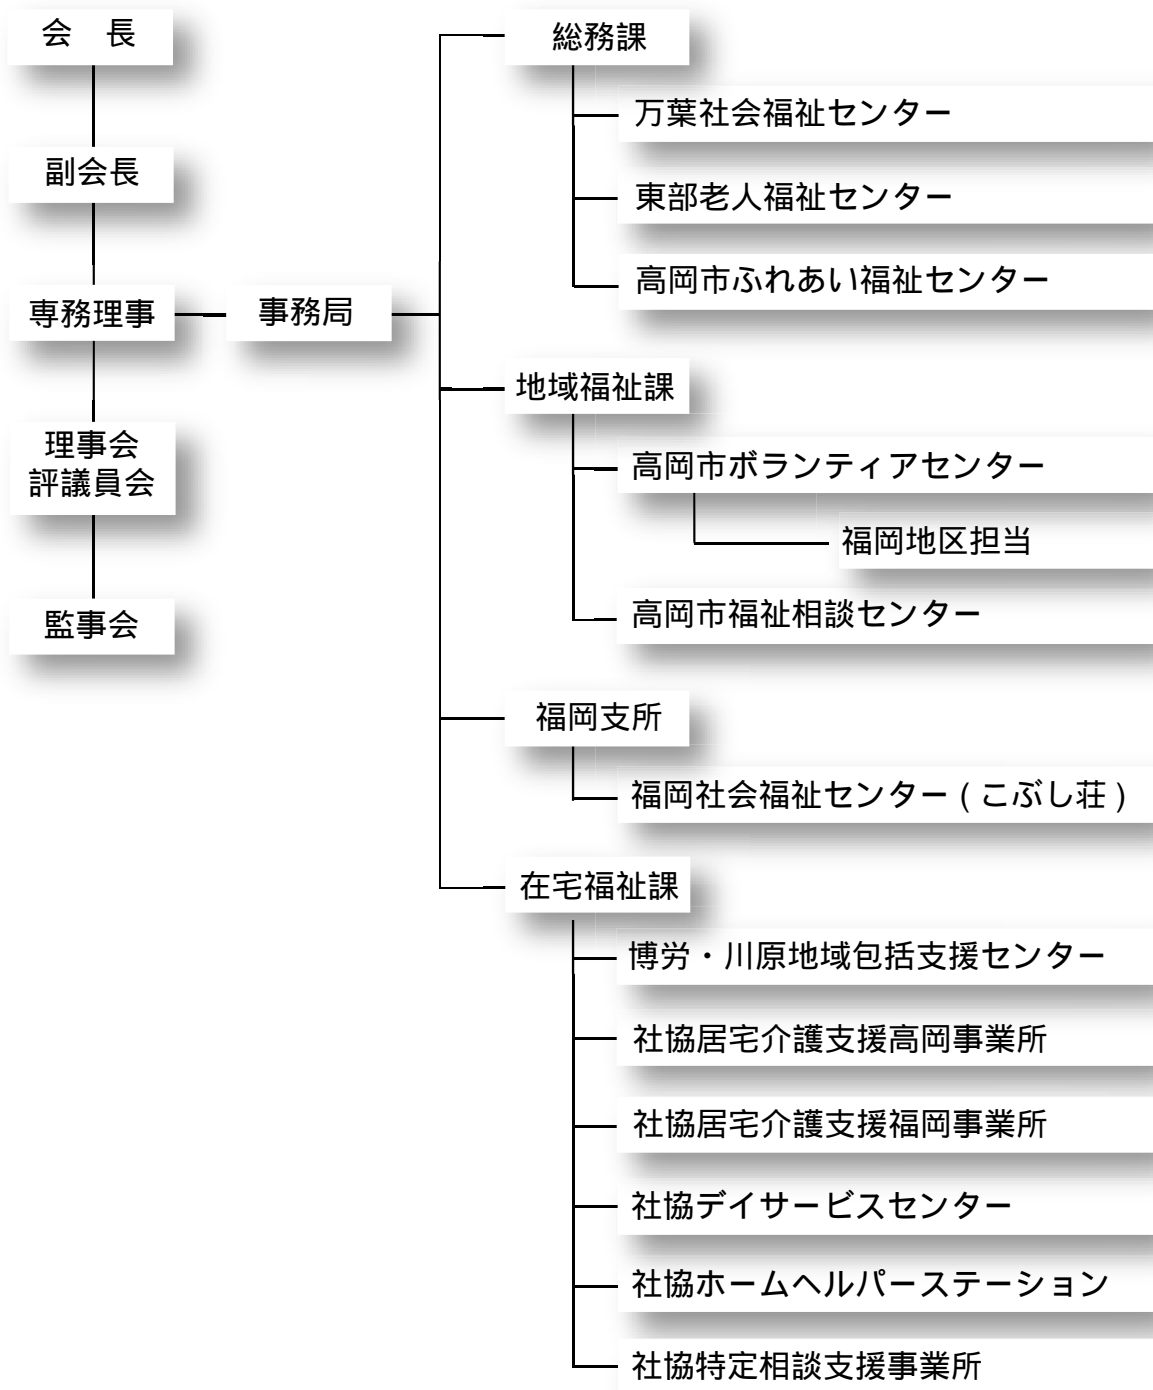 会　長
副会長
専務理事
理事会
評議員会
監事会
事務局
総務課
万葉社会福祉センター
東部老人福祉センター
高岡市ふれあい福祉センター
地域福祉課
高岡市ボランティアセンター
福岡地区担当
高岡市福祉相談センター
福岡支所
福岡社会福祉センター ( こぶし荘 )
在宅福祉課
博労・川原地域包括支援センター
社協居宅介護支援高岡事業所
社協居宅介護支援福岡事業所
社協デイサービスセンター
社協ホームヘルパーステーション
社協特定相談支援事業所